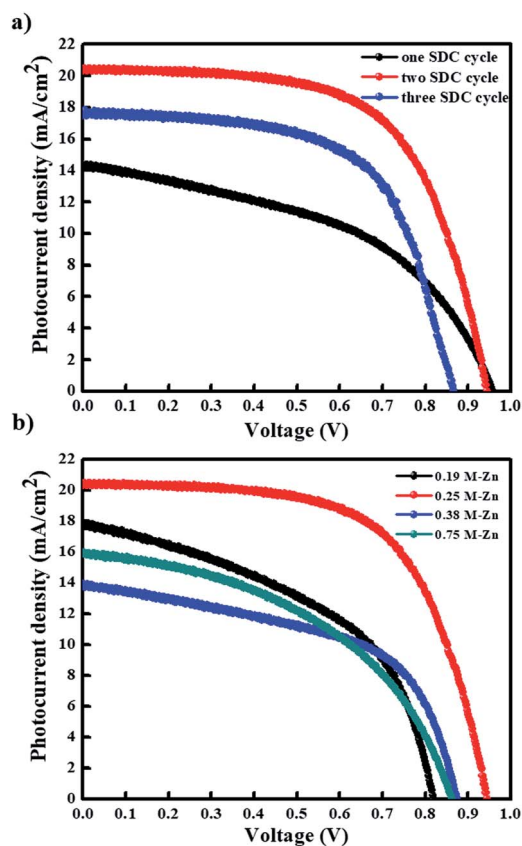 a)
22
20
18
16
14
12
10
8
6
4
2
0
Photocurrent density (mA/cm²)
one SDC cycle
two SDC cycle
three SDC cycle
0.0 0.1 0.2 0.3 0.4 0.5 0.6 0.7 0.8 0.9 1.0
Voltage (V)
b)
22
20
18
16
14
12
10
8
6
4
2
0
Photocurrent density (mA/cm²)
0.19 M-Zn
0.25 M-Zn
0.38 M-Zn
0.75 M-Zn
0.0 0.1 0.2 0.3 0.4 0.5 0.6 0.7 0.8 0.9 1.0
Voltage (V)